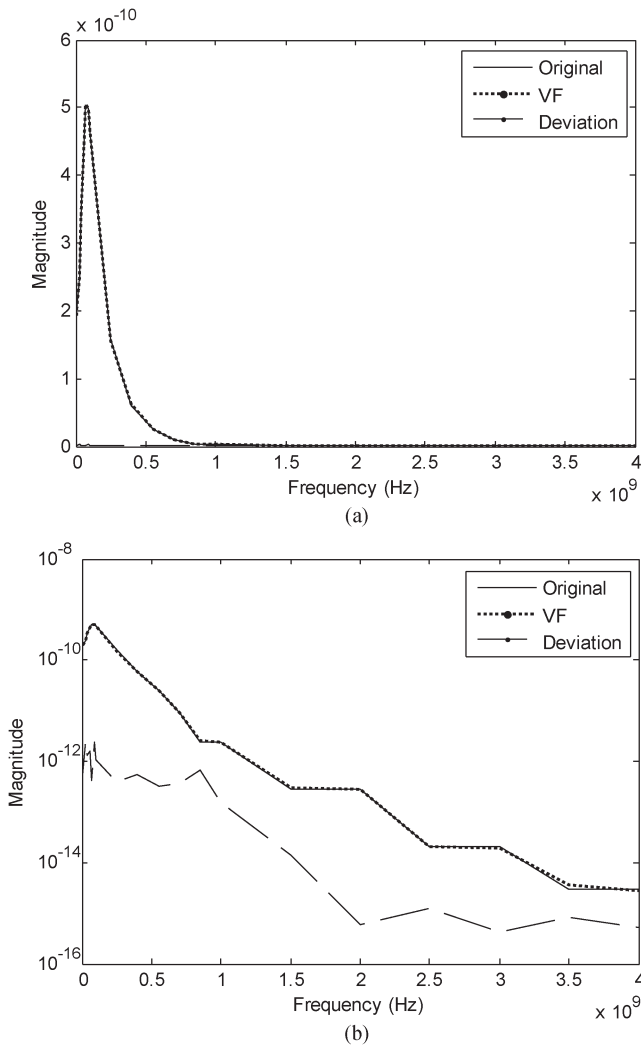 × 10^-10
6
5
4
3
2
1
0
Magnitude
Original
VF
Deviation
0 0.5 1 1.5 2 2.5 3 3.5 4
Frequency (Hz)
× 10^9
(a)
10^-8
10^-10
10^-12
10^-14
10^-16
Magnitude
Original
VF
Deviation
0 0.5 1 1.5 2 2.5 3 3.5 4
Frequency (Hz)
× 10^9
(b)